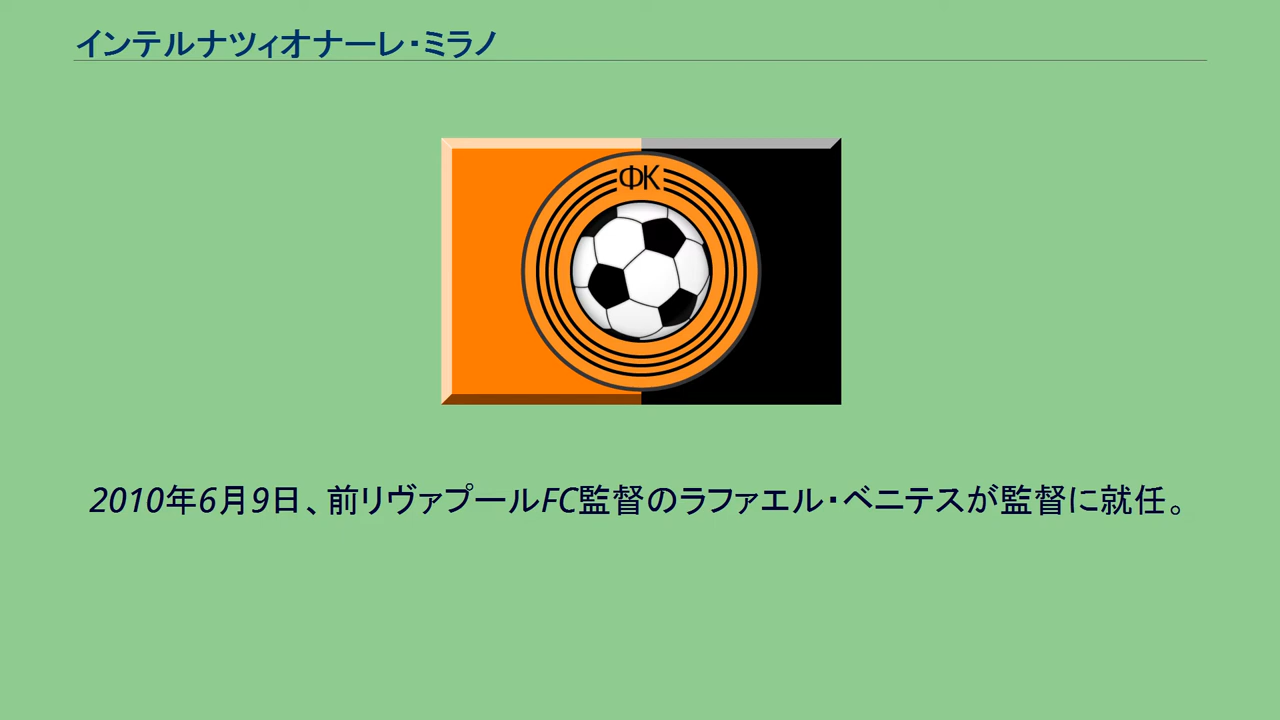 インテルナツィオナーレ・ミラノ
ФК
2010年6月9日、前リヴァプールFC監督のラファエル・ベニテスが監督に就任。